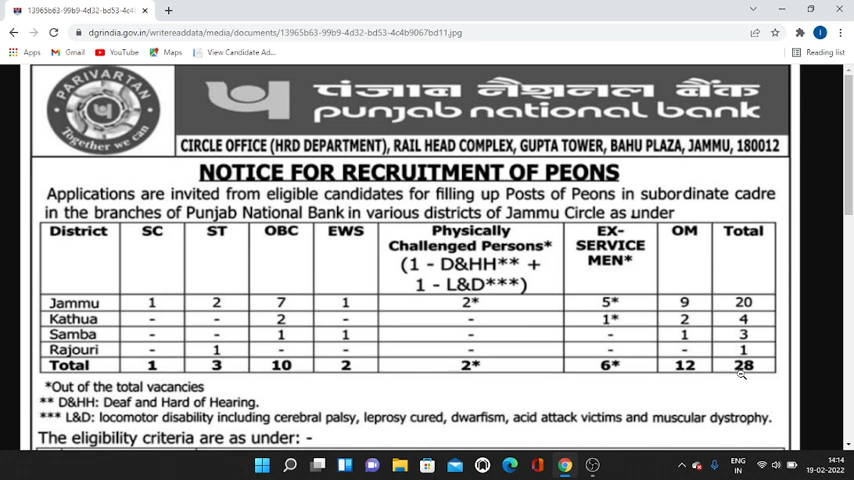 13965b63-99b9-4d32-bd53-4c4b
dgrindia.gov.in/writereaddata/media/documents/13965b63-99b9-4d32-bd53-4c4b9067bd11.jpg
Apps Gmail YouTube Maps View Candidate Ad... Reading list
PARIVARTAN
Together we can
पंजाब नैशनल बैंक
punjab national bank
CIRCLE OFFICE (HRD DEPARTMENT), RAIL HEAD COMPLEX, GUPTA TOWER, BAHU PLAZA, JAMMU, 180012
NOTICE FOR RECRUITMENT OF PEONS
Applications are invited from eligible candidates for filling up Posts of Peons in subordinate cadre
in the branches of Punjab National Bank in various districts of Jammu Circle as under
District SC ST OBC EWS Physically Challenged Persons* (1 - D&HH** + 1 - L&D***) EX-SERVICE MEN* OM Total
Jammu 1 2 7 1 2* 5* 9 20
Kathua - - 2 - - 1* 2 4
Samba - - 1 1 - - 1 3
Rajouri - 1 - - - - - 1
Total 1 3 10 2 2* 6* 12 28
*Out of the total vacancies
** D&HH: Deaf and Hard of Hearing.
*** L&D: locomotor disability including cerebral palsy, leprosy cured, dwarfism, acid attack victims and muscular dystrophy.
The eligibility criteria are as under: -
ENG
IN
14:14
19-02-2022